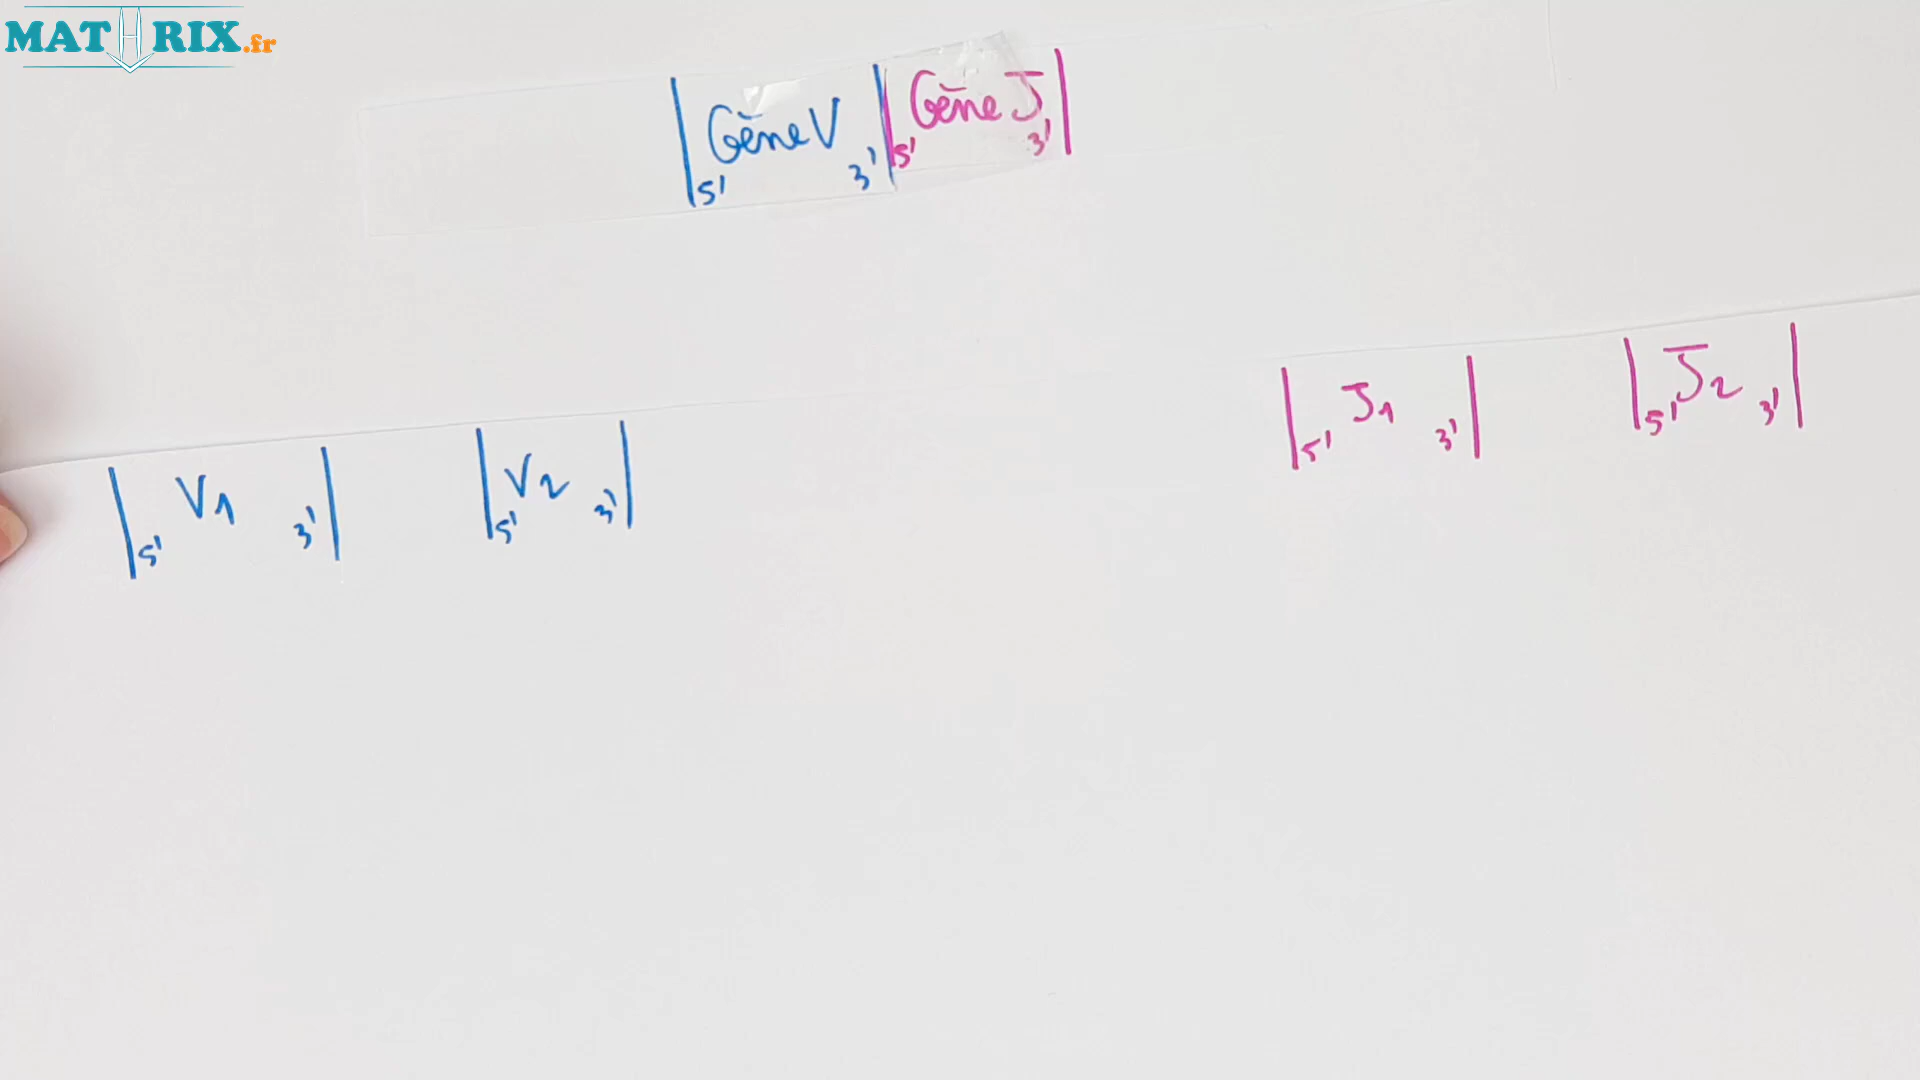 MATHRIX.fr
Gène V Gène J
5' 3' 5' 3'
J1 J2
5' 3' 5' 3'
V1 V2
5' 3' 5' 3'